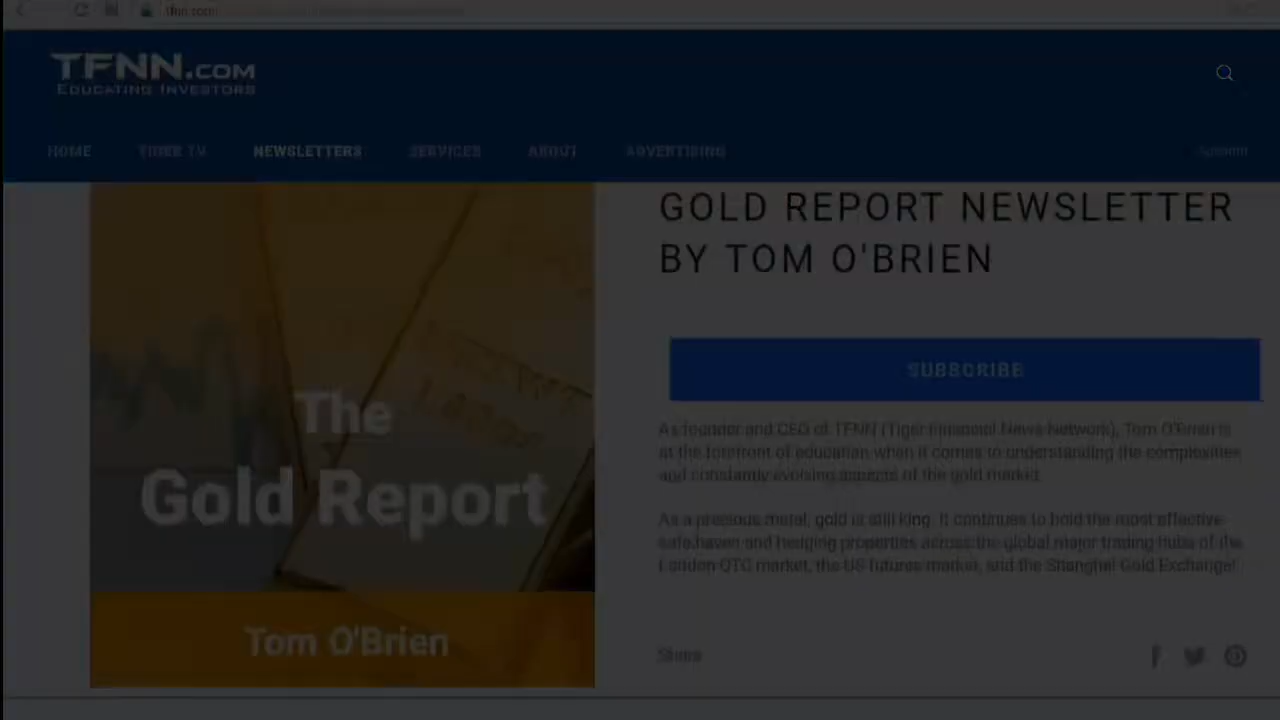 tfnn.com
TFNN.COM
EDUCATING INVESTORS
HOME
TIGER TV
NEWSLETTERS
SERVICES
ABOUT
ADVERTISING
GOLD REPORT NEWSLETTER
BY TOM O'BRIEN
SUBSCRIBE
As founder and CEO of TFNN (Tiger Financial News Network), Tom O'Brien is
at the forefront of education when it comes to understanding the complexities
and constantly evolving aspects of the gold market.
As a precious metal, gold is still king. It continues to hold the most effective
safe haven and hedging properties across the global major trading hubs of the
London OTC market, the US futures market, and the Shanghai Gold Exchange!
The
Gold Report
Tom O'Brien
Share